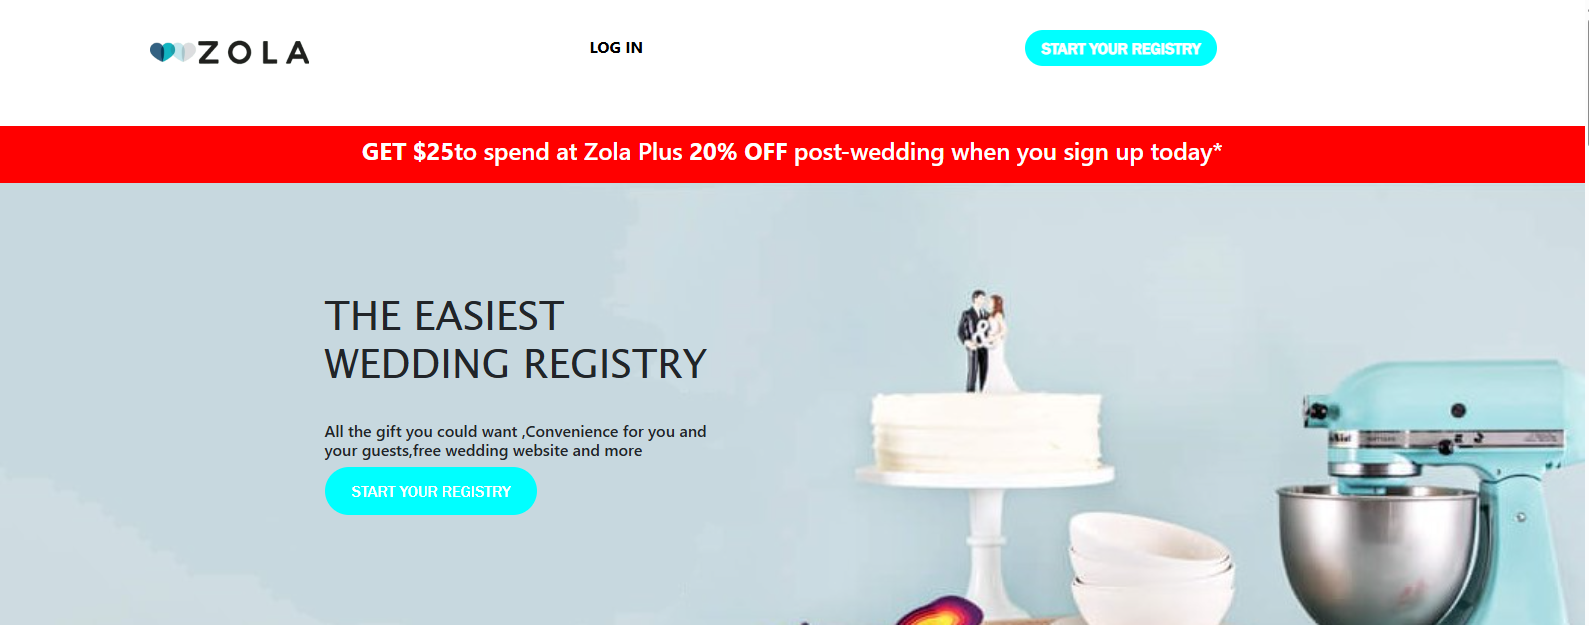 ZOLA
LOG IN
START YOUR REGISTRY
GET $25to spend at Zola Plus 20% OFF post-wedding when you sign up today*
THE EASIEST
WEDDING REGISTRY
All the gift you could want ,Convenience for you and
your guests,free wedding website and more
START YOUR REGISTRY
&